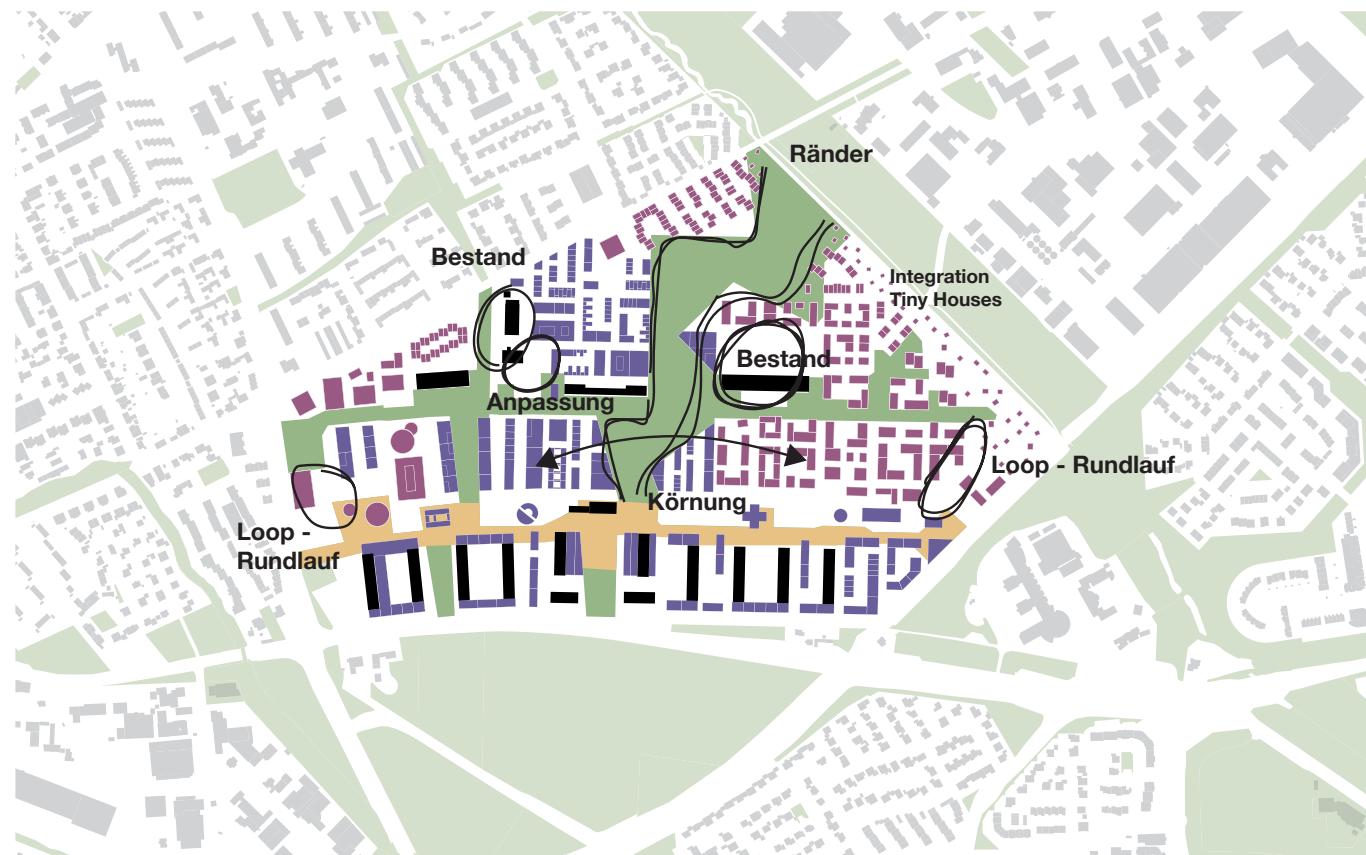 Ränder
Bestand
Integration
Tiny Houses
Bestand
Anpassung
Loop - Rundlauf
Körnung
Loop -
Rundlauf